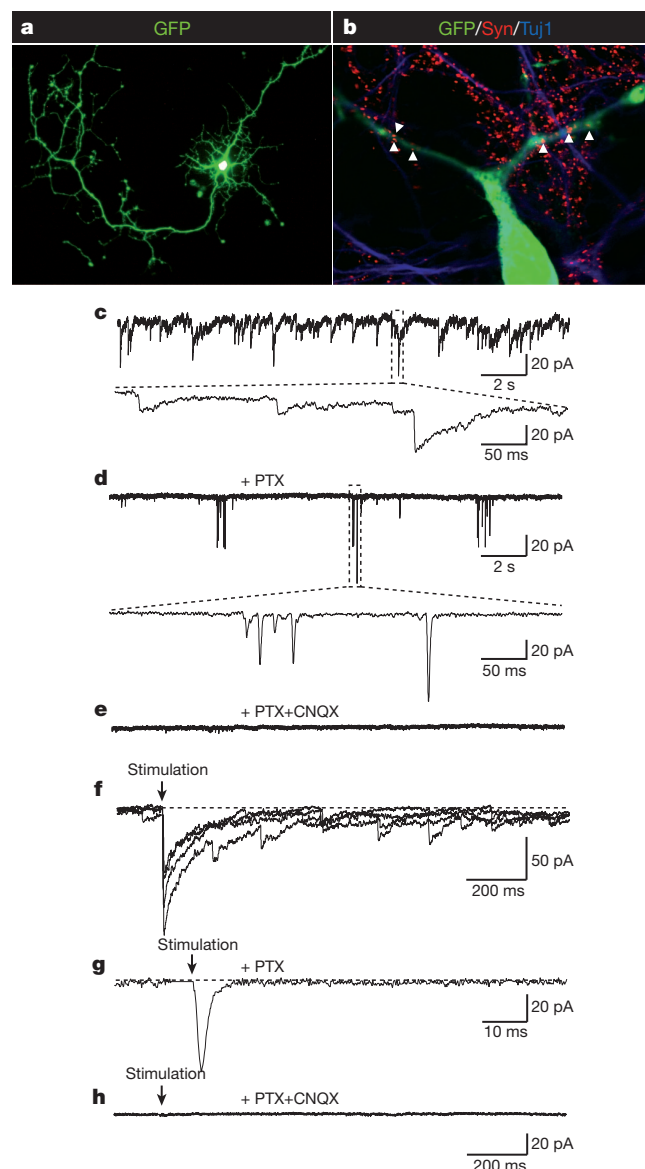 a GFP
b GFP/Syn/Tuj1
c
20 pA
2 s
20 pA
50 ms
d + PTX
20 pA
2 s
20 pA
50 ms
e + PTX+CNQX
Stimulation
f
50 pA
200 ms
Stimulation
g + PTX
20 pA
10 ms
Stimulation
h + PTX+CNQX
20 pA
200 ms